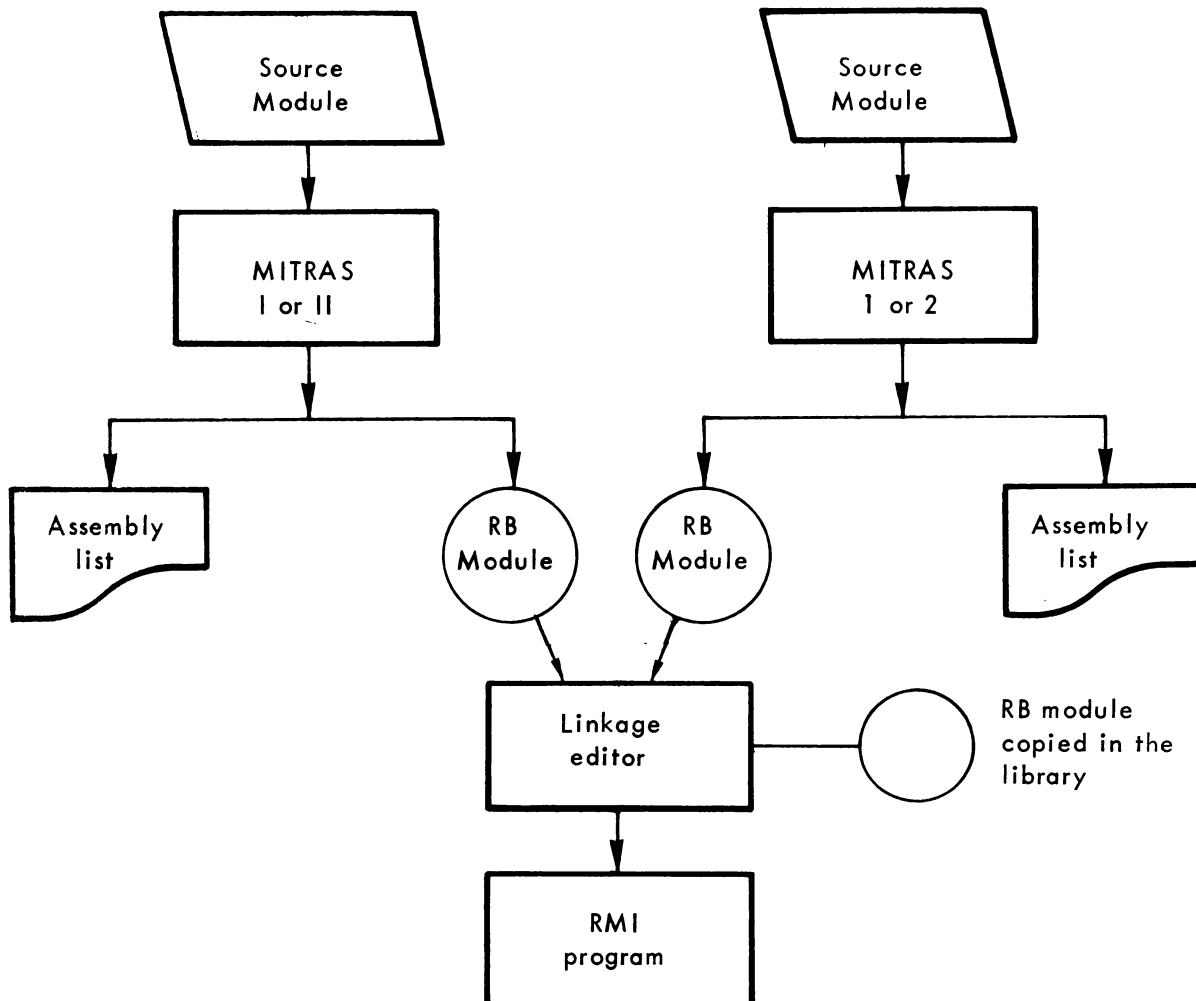 Source
Module
Source
Module
MITRAS
I or II
MITRAS
1 or 2
Assembly
list
RB
Module
RB
Module
Assembly
list
Linkage
editor
RB module
copied in the
library
RMI
program